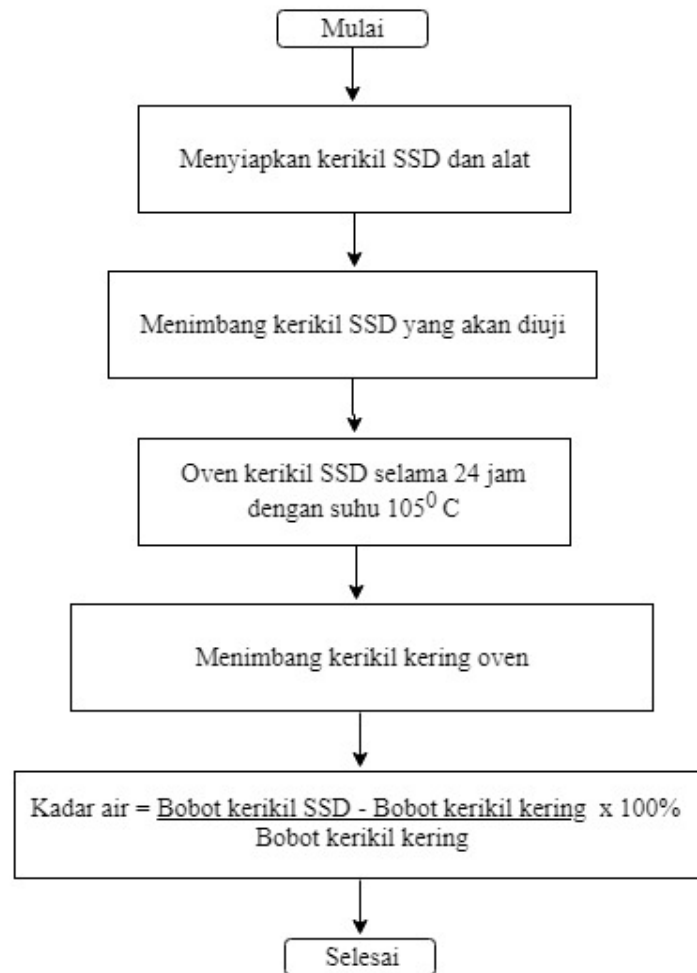 Mulai
Menyiapkan kerikil SSD dan alat
Menimbang kerikil SSD yang akan diuji
Oven kerikil SSD selama 24 jam
dengan suhu 105⁰ C
Menimbang kerikil kering oven
Kadar air = Bobot kerikil SSD - Bobot kerikil kering x 100%
Bobot kerikil kering
Selesai